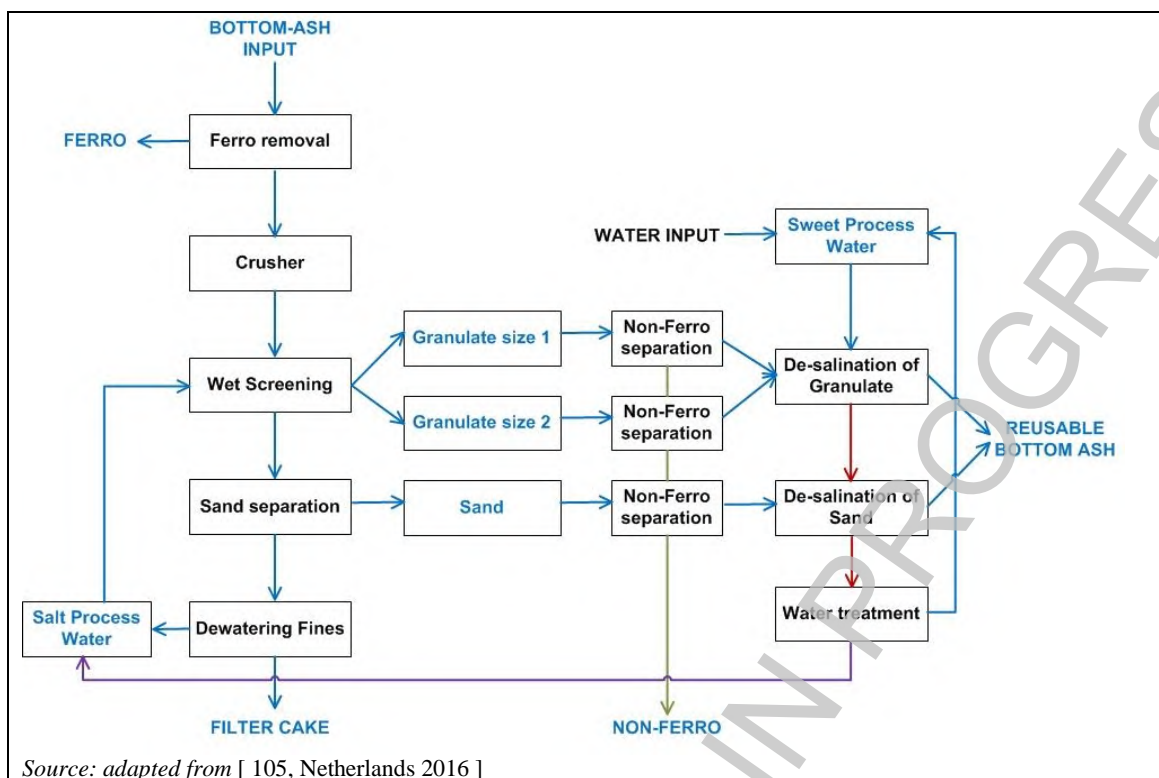 BOTTOM-ASH
INPUT
FERRO
Ferro removal
Crusher
WATER INPUT
Sweet Process
Water
Granulate size 1
Non-Ferro
separation
Wet Screening
De-salination of
Granulate
Granulate size 2
Non-Ferro
separation
REUSABLE
BOTTOM ASH
Sand separation
Sand
Non-Ferro
separation
De-salination of
Sand
Salt Process
Water
Dewatering Fines
Water treatment
FILTER CAKE
NON-FERRO
Source: adapted from [ 105, Netherlands 2016 ]
IN PROGRES